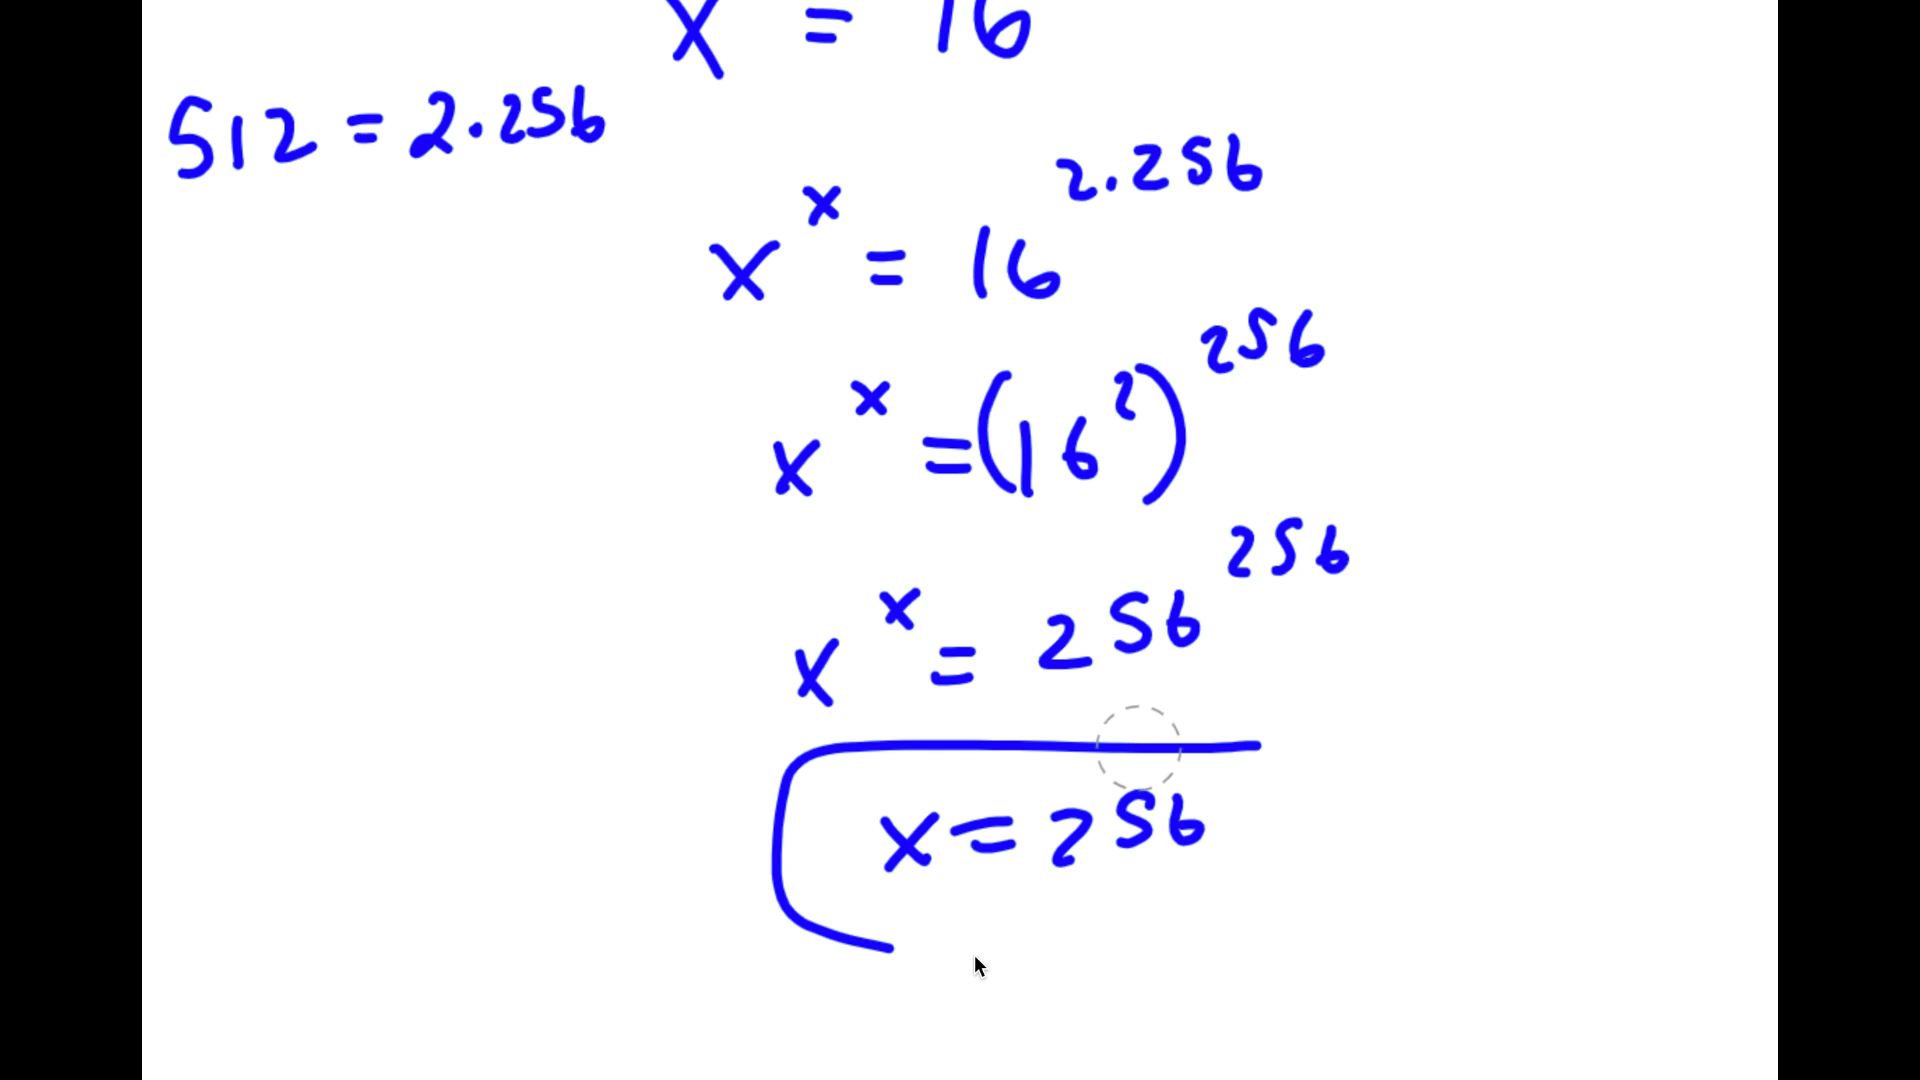 x = 16
512 = 2.256
x^x = 16^2.256
x^x = (16^2)^256
x^x = 256^256
x = 256